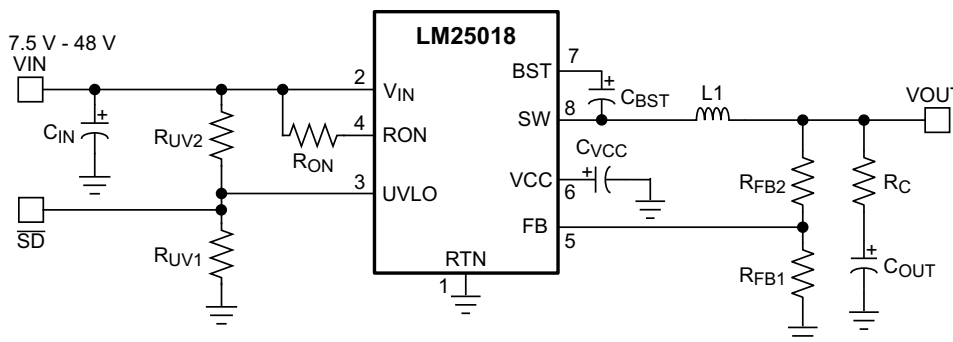 LM25018
7.5 V - 48 V
VIN
7
BST
2
VIN
CBST
L1
VOUT
8
SW
CIN
4
RON
RUV2
RON
CVCC
3
UVLO
VCC
6
RFB2
RC
SD
FB
5
RUV1
RTN
1
RFB1
COUT